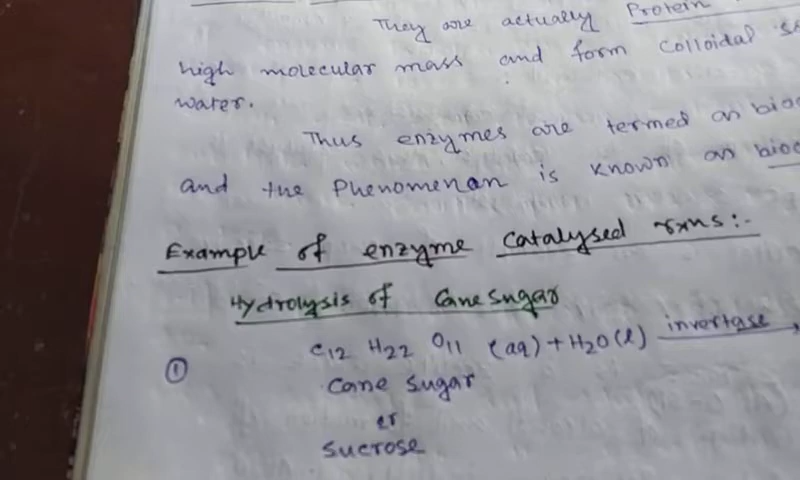 They are actually Protein
high molecular mass and form colloidal
water.
Thus enzymes are termed as
and the Phenomenan is known as
Example of enzyme Catalysed rxns:-
Hydrolysis of Cane Sugar
① C12 H22 O11 (aq) + H2O(l) invertase
Cane Sugar
or
Sucrose